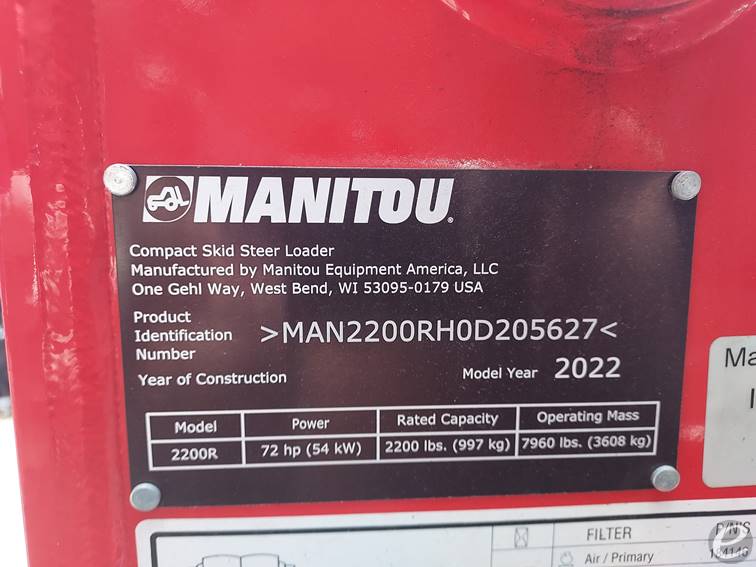 MANITOU
Compact Skid Steer Loader
Manufactured by Manitou Equipment America, LLC
One Gehl Way, West Bend, WI 53095-0179 USA
Product
Identification
Number
>MAN2200RH0D205627<
Year of Construction
Model Year 2022
Model Power Rated Capacity Operating Mass
2200R 72 hp (54 kW) 2200 lbs. (997 kg) 7960 lbs. (3608 kg)
Ma
FILTER P/N'S
Air / Primary